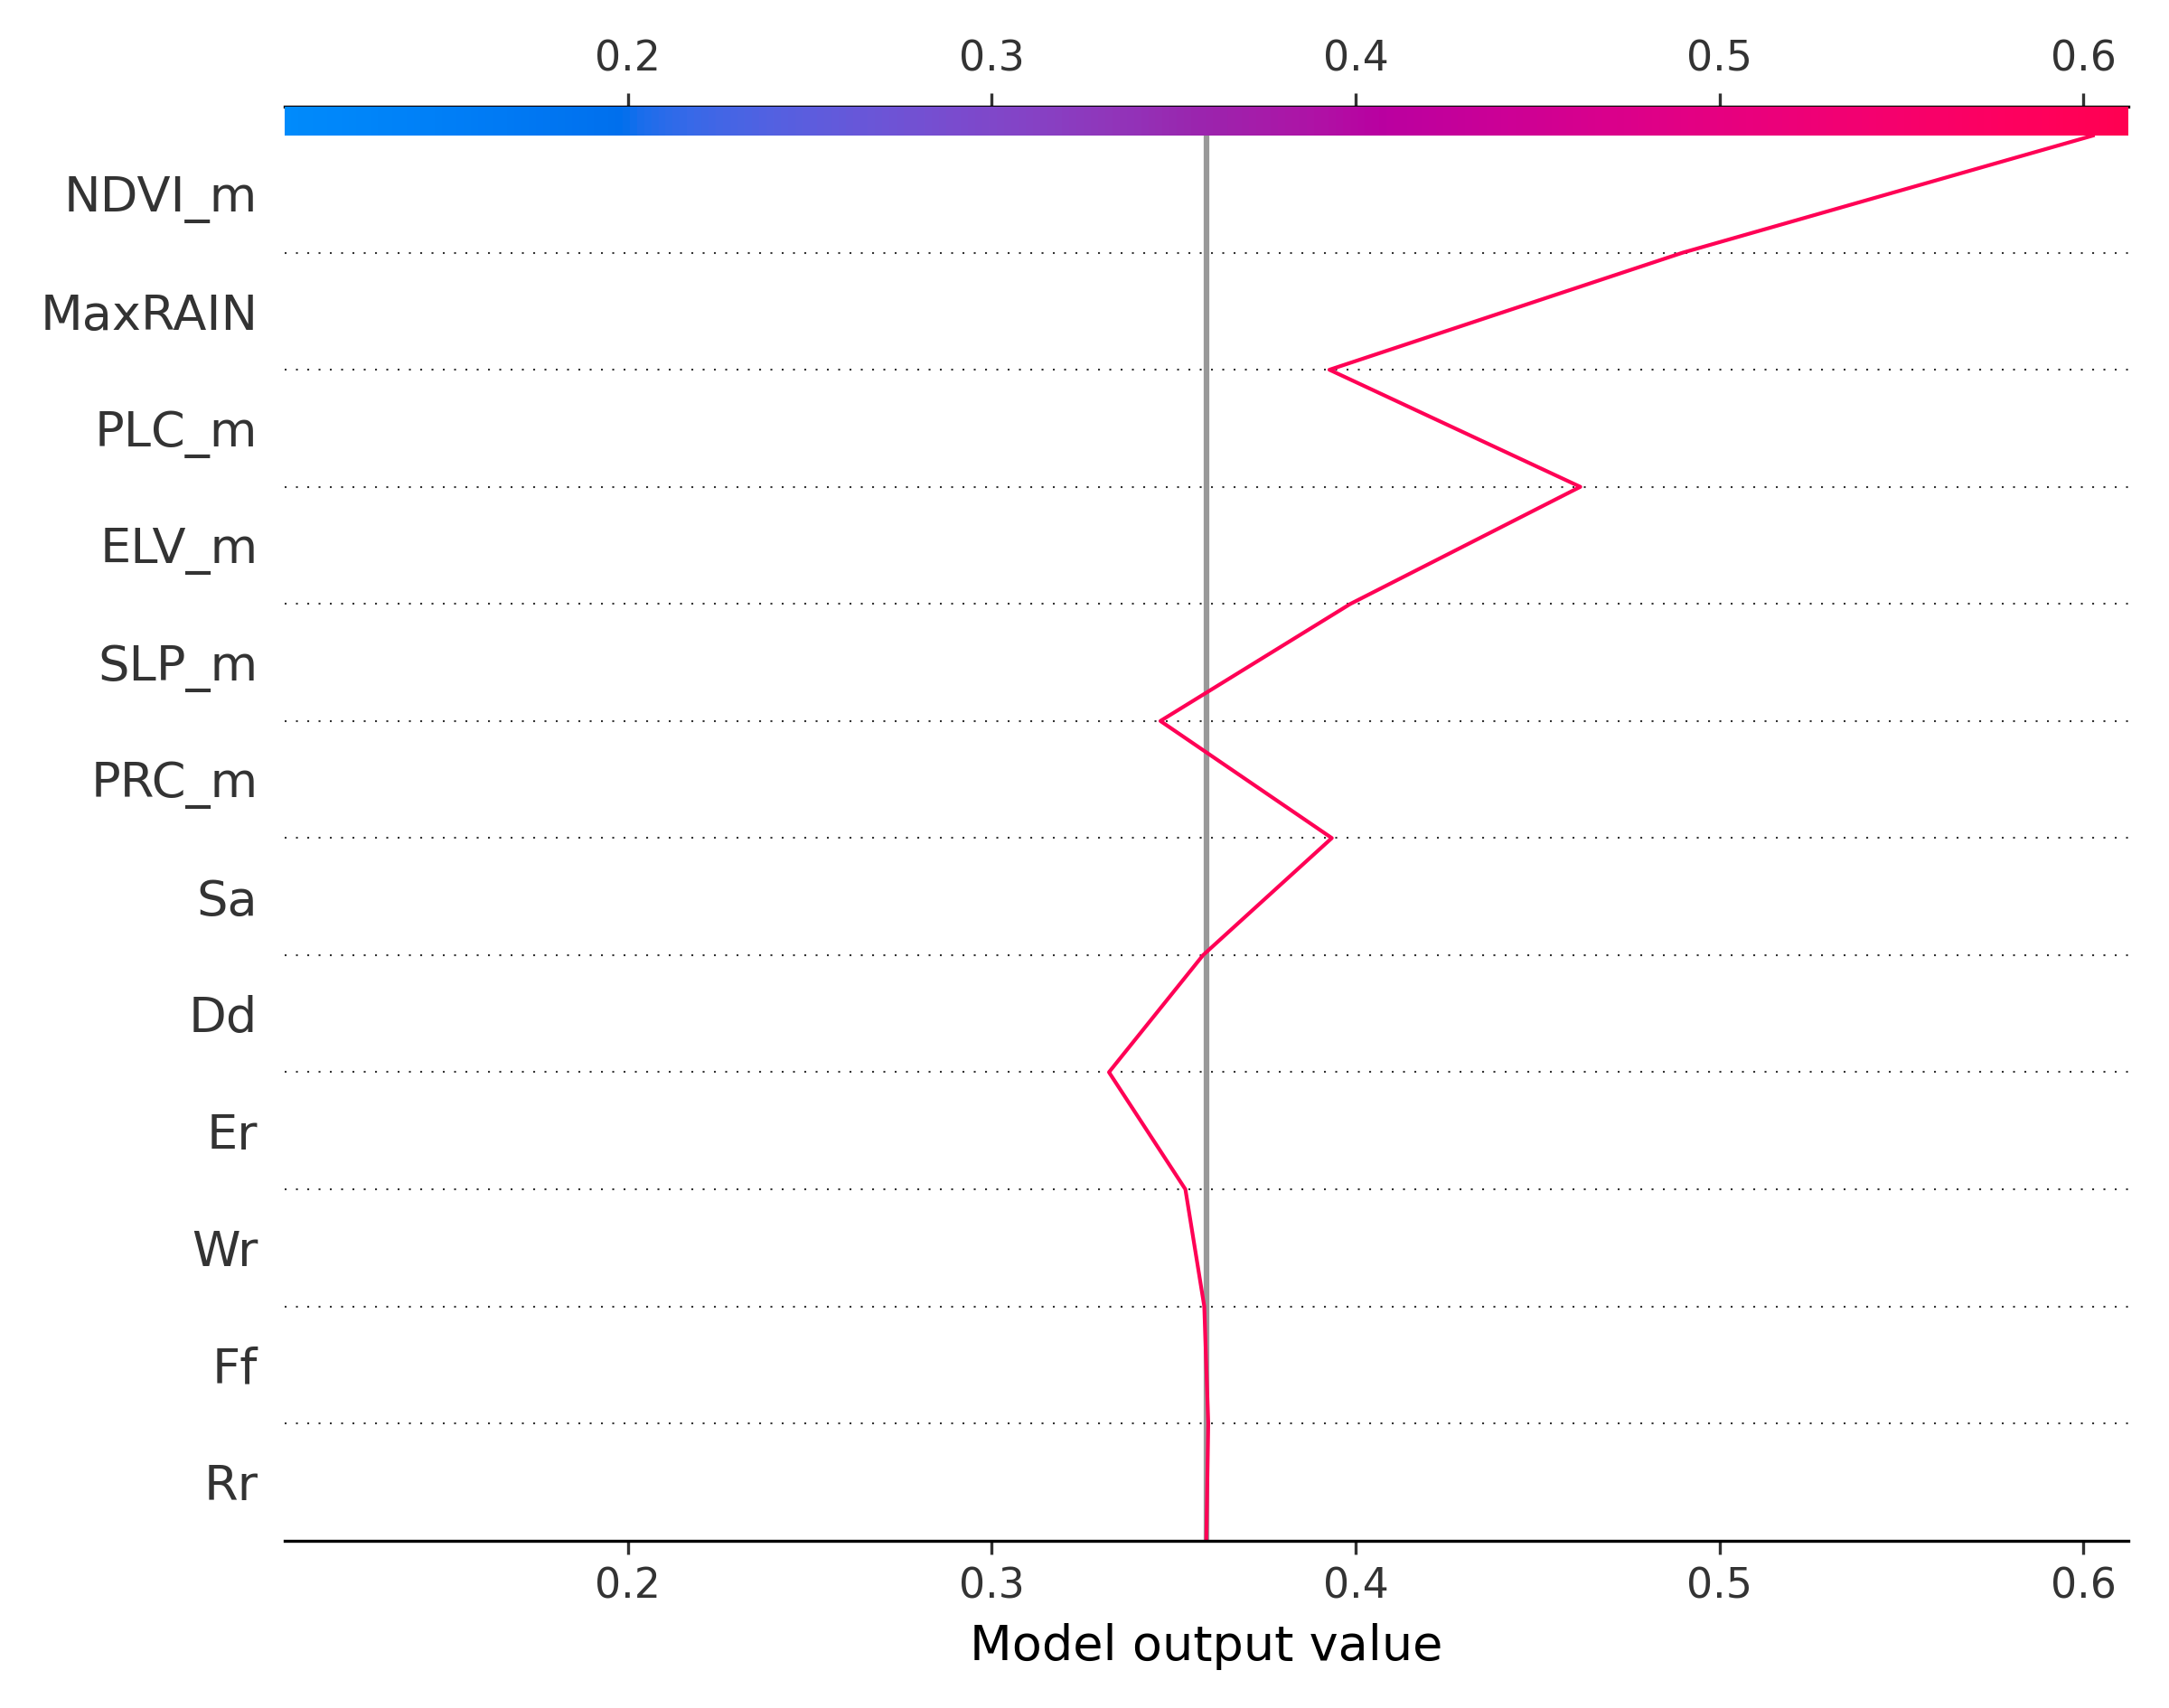 0.2 0.3 0.4 0.5 0.6
NDVI_m
MaxRAIN
PLC_m
ELV_m
SLP_m
PRC_m
Sa
Dd
Er
Wr
Ff
Rr
0.2 0.3 0.4 0.5 0.6
Model output value